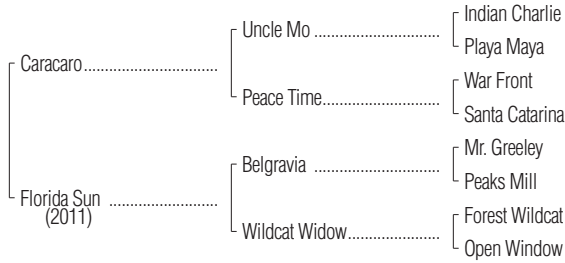 Indian Charlie
Uncle Mo
Playa Maya
Caracaro
War Front
Peace Time
Santa Catarina
Mr. Greeley
Belgravia
Peaks Mill
Florida Sun
(2011)
Forest Wildcat
Wildcat Widow
Open Window